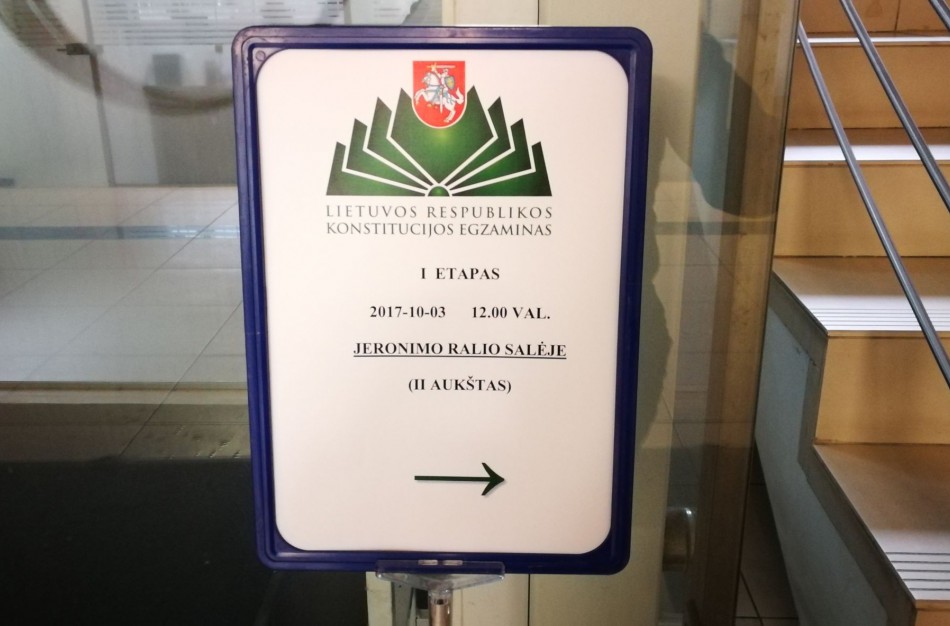 LIETUVOS RESPUBLIKOS
KONSTITUCIJOS EGZAMINAS
I ETAPAS
2017-10-03 12.00 VAL.
JERONIMO RALIO SALĖJE
(II AUKŠTAS)